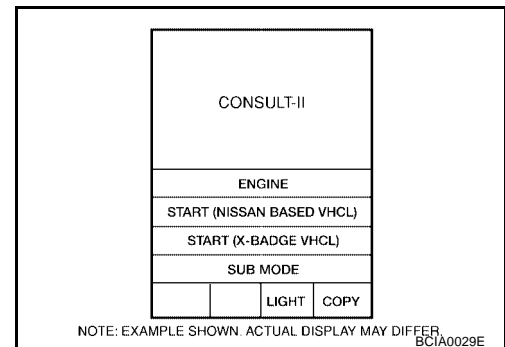 CONSULT-II
ENGINE
START (NISSAN BASED VHCL)
START (X-BADGE VHCL)
SUB MODE
LIGHT COPY
NOTE: EXAMPLE SHOWN. ACTUAL DISPLAY MAY DIFFER.
BCIA0029E